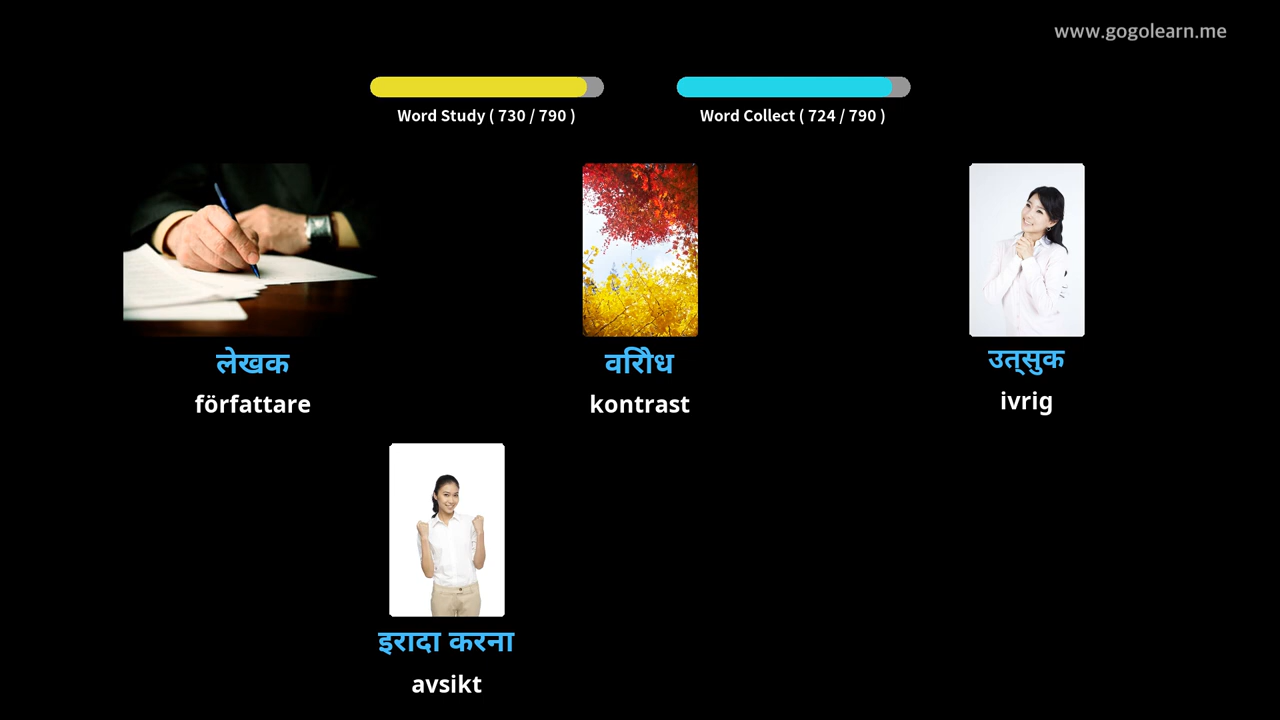 www.gogolearn.me
Word Study ( 730 / 790 )
Word Collect ( 724 / 790 )
लेखक
विरोध
उत्सुक
författare
kontrast
ivrig
इरादा करना
avsikt